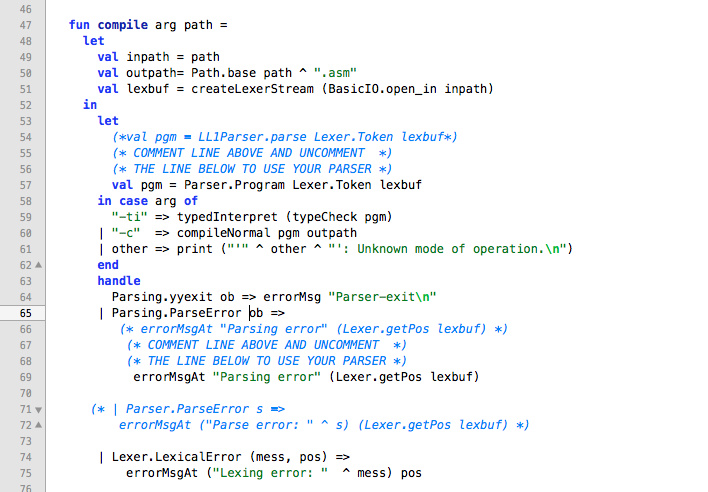 46
47 fun compile arg path =
48 let
49 val inpath = path
50 val outpath= Path.base path ^ ".asm"
51 val lexbuf = createLexerStream (BasicIO.open_in inpath)
52 in
53 let
54 (*val pgm = LL1Parser.parse Lexer.Token lexbuf*)
55 (* COMMENT LINE ABOVE AND UNCOMMENT  *)
56 (* THE LINE BELOW TO USE YOUR PARSER *)
57 val pgm = Parser.Program Lexer.Token lexbuf
58 in case arg of
59 "-ti" => typedInterpret (typeCheck pgm)
60 | "-c"  => compileNormal pgm outpath
61 | other => print ("'" ^ other ^ "': Unknown mode of operation.\n")
62 end
63 handle
64 Parsing.yyexit ob => errorMsg "Parser-exit\n"
65 | Parsing.ParseError ob =>
66 (* errorMsgAt "Parsing error" (Lexer.getPos lexbuf) *)
67 (* COMMENT LINE ABOVE AND UNCOMMENT  *)
68 (* THE LINE BELOW TO USE YOUR PARSER *)
69 errorMsgAt "Parsing error" (Lexer.getPos lexbuf)
70
71 (* | Parser.ParseError s =>
72 errorMsgAt ("Parse error: " ^ s) (Lexer.getPos lexbuf) *)
73
74 | Lexer.LexicalError (mess, pos) =>
75 errorMsgAt ("Lexing error: "  ^ mess) pos
76